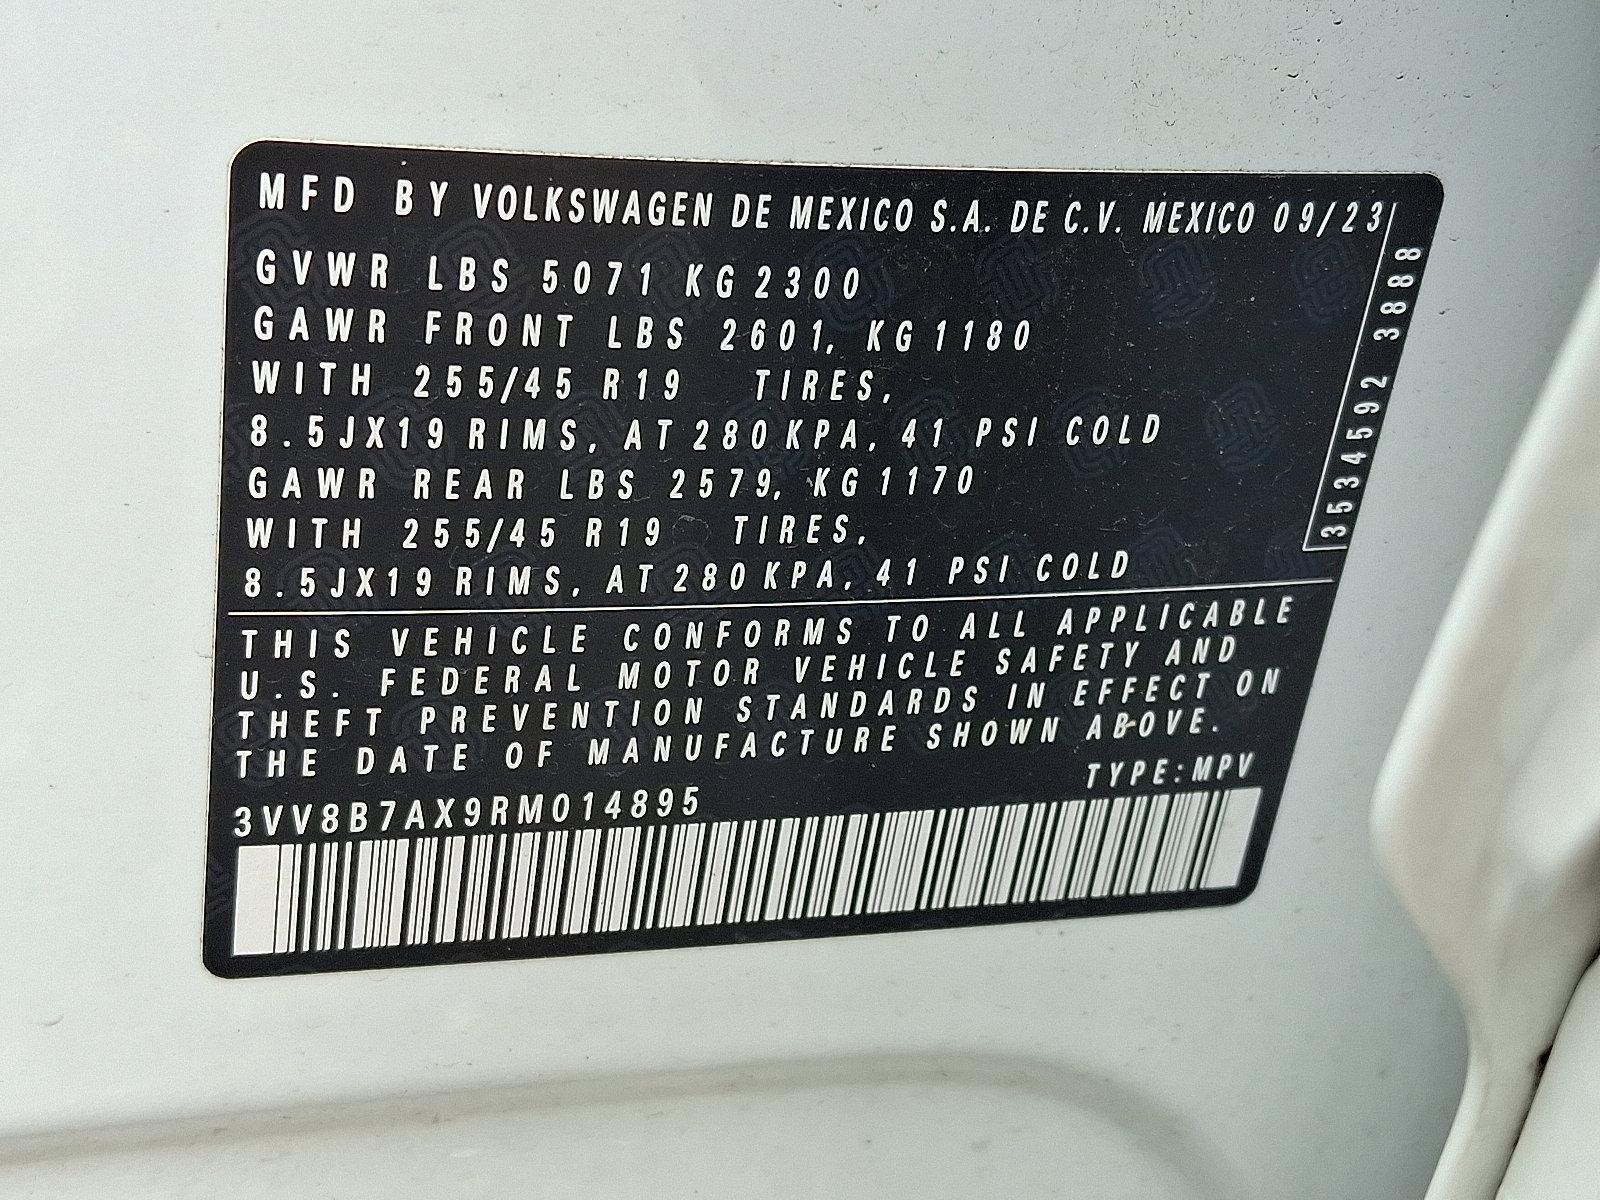 MFD BY VOLKSWAGEN DE MEXICO S.A. DE C.V. MEXICO 09/23
GVWR LBS 5071 KG 2300
GAWR FRONT LBS 2601, KG 1180
WITH 255/45 R19 TIRES,
8.5JX19 RIMS, AT 280 KPA, 41 PSI COLD
GAWR REAR LBS 2579, KG 1170
WITH 255/45 R19 TIRES,
8.5JX19 RIMS, AT 280 KPA, 41 PSI COLD
3534592 3888
THIS VEHICLE CONFORMS TO ALL APPLICABLE
U.S. FEDERAL MOTOR VEHICLE SAFETY AND
THEFT PREVENTION STANDARDS IN EFFECT ON
THE DATE OF MANUFACTURE SHOWN ABOVE.
TYPE:MPV
3VV8B7AX9RM014895